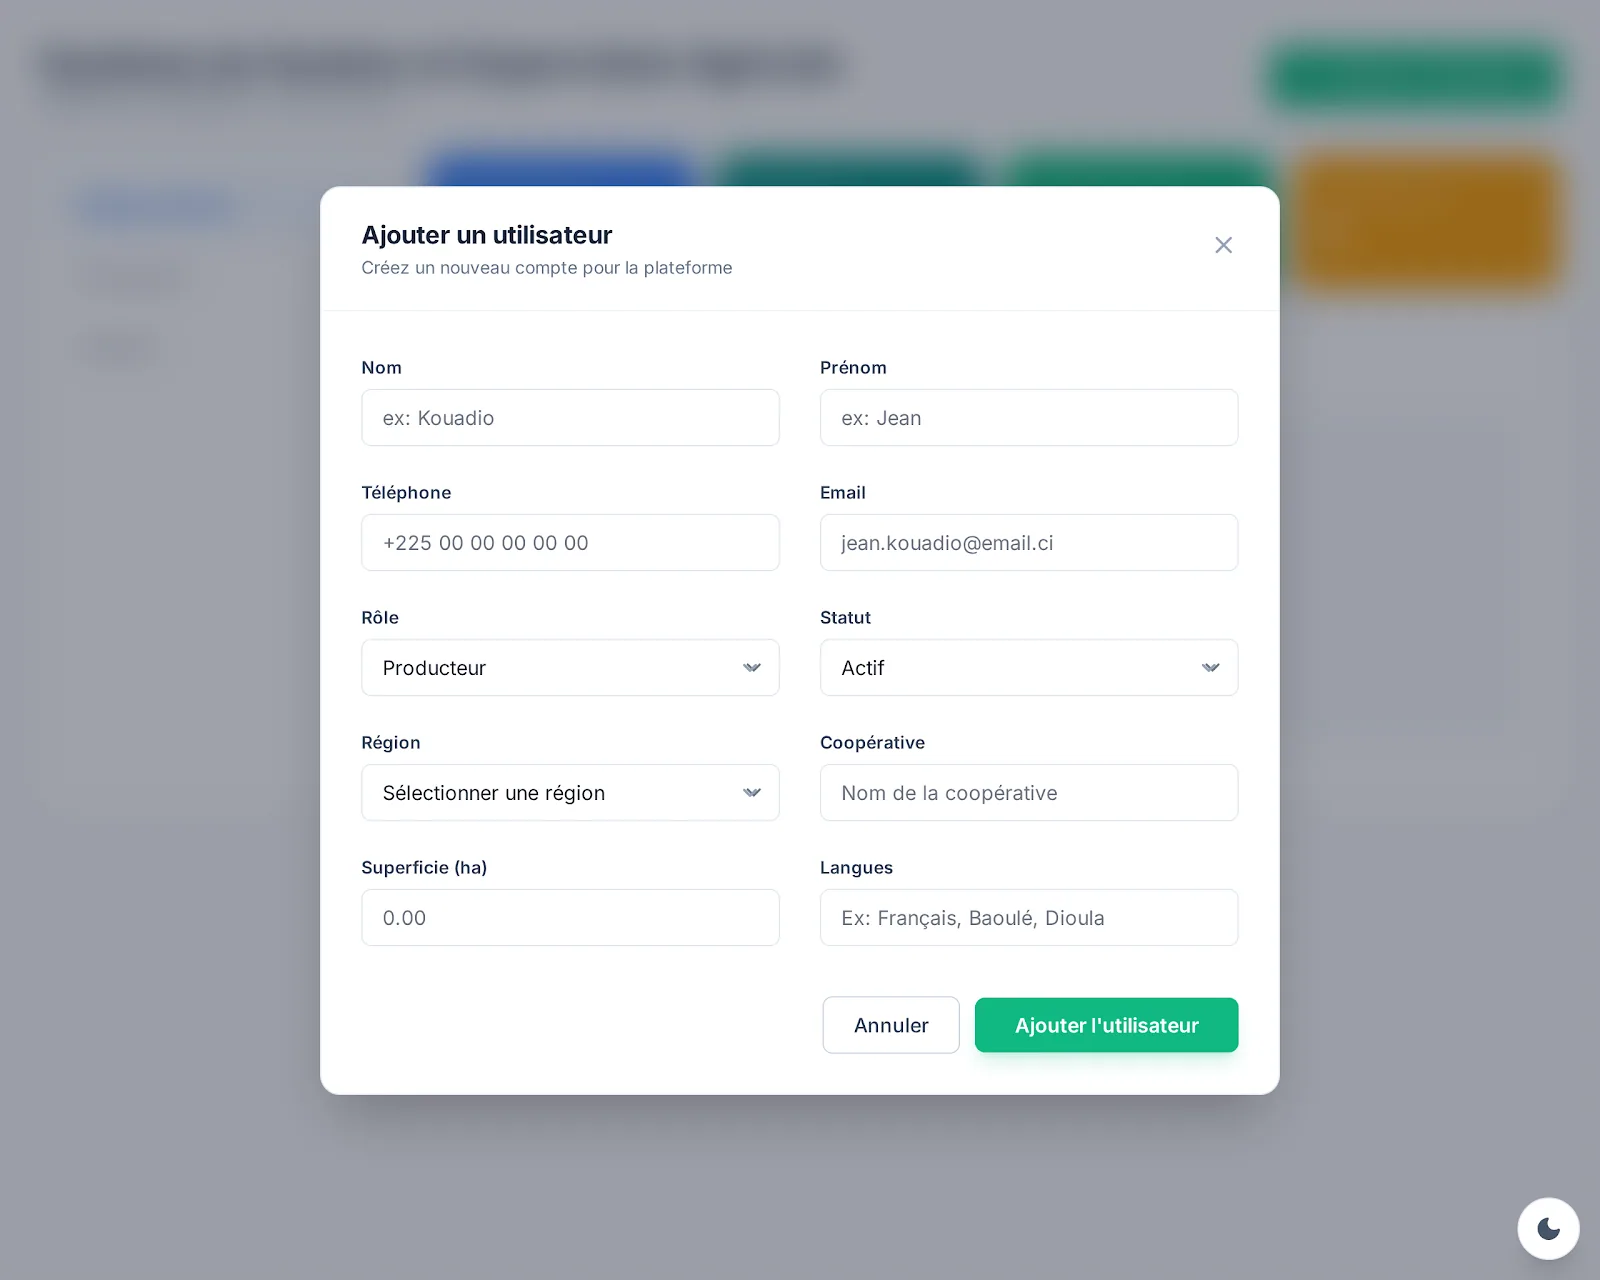 Ajouter un utilisateur
Créez un nouveau compte pour la plateforme
Nom
ex: Kouadio
Prénom
ex: Jean
Téléphone
+225 00 00 00 00 00
Email
jean.kouadio@email.ci
Rôle
Producteur
Statut
Actif
Région
Sélectionner une région
Coopérative
Nom de la coopérative
Superficie (ha)
0.00
Langues
Ex: Français, Baoulé, Dioula
Annuler
Ajouter l'utilisateur